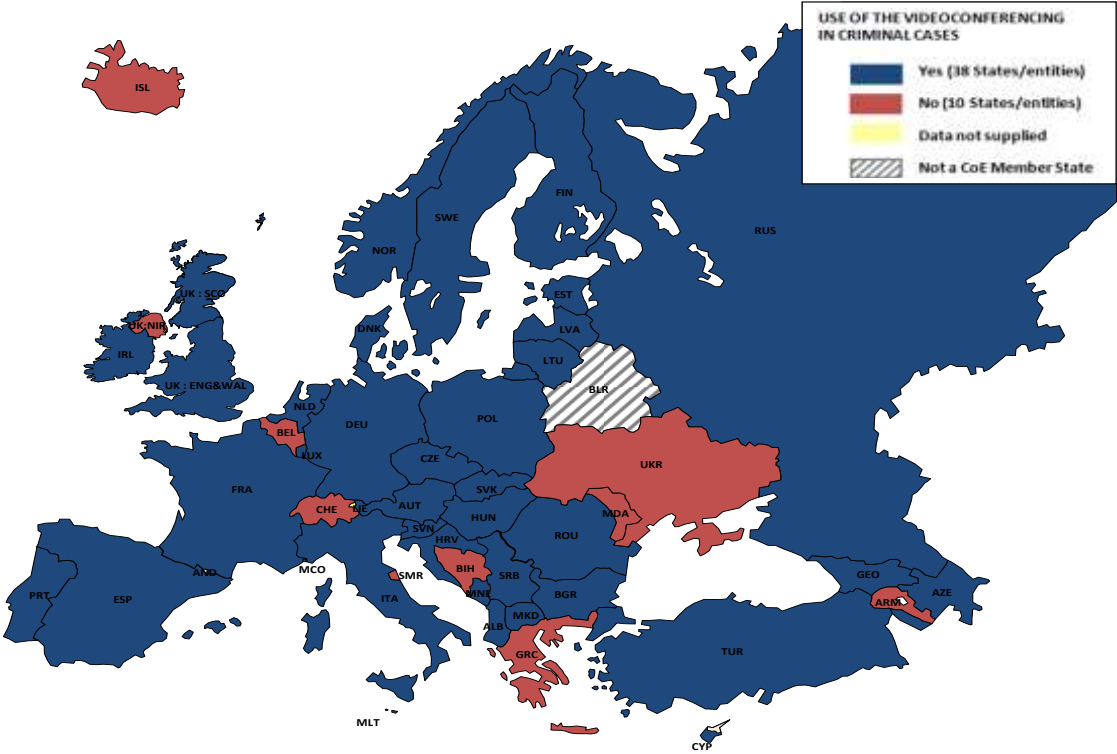 USE OF THE VIDEOCONFERENCING
IN CRIMINAL CASES
Yes (38 States/entities)
No (10 States/entities)
Data not supplied
Not a CoE Member State
ISL
FIN
SWE
RUS
NOR
UK : SCO
EST
UK:NIR
DNK
LVA
IRL
LTU
UK : ENG&WAL
BLR
NLD
POL
DEU
BEL
LUX
CZE
UKR
FRA
SVK
CHE
LIE
AUT
MDA
HUN
SVN
ROU
HRV
MCO
BIH
AND
SMR
SRB
GEO
PRT
ESP
ITA
MNE
BGR
AZE
ARM
MKD
ALB
GRC
TUR
MLT
CYP